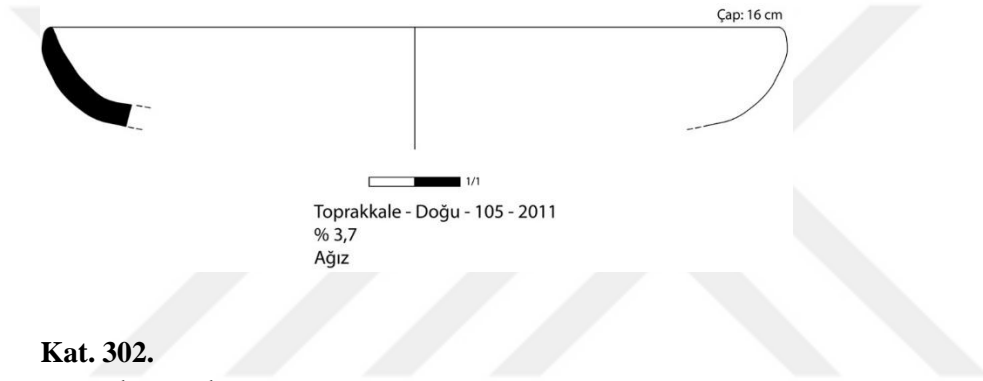 Çap: 16 cm
1/1
Toprakkale - Doğu - 105 - 2011
% 3,7
Ağız
Kat. 302.